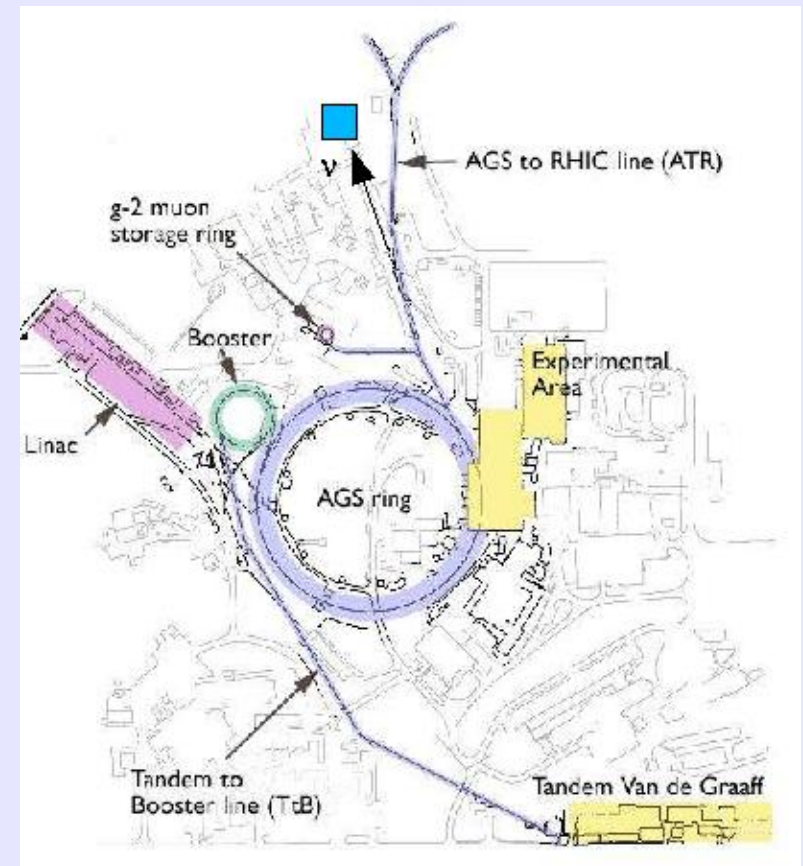 AGS to RHIC line (ATR)
ν
g-2 muon
storage ring
Booster
Experimental
Area
Linac
AGS ring
Tandem to
Booster line (TtB)
Tandem Van de Graaff